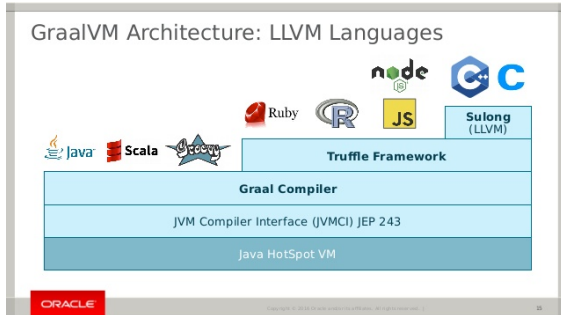 GraalVM Architecture: LLVM Languages
node
JS
C++
C
Ruby
R
JS
Sulong
(LLVM)
Java
Scala
Groovy
Truffle Framework
Graal Compiler
JVM Compiler Interface (JVMCI) JEP 243
Java HotSpot VM
ORACLE